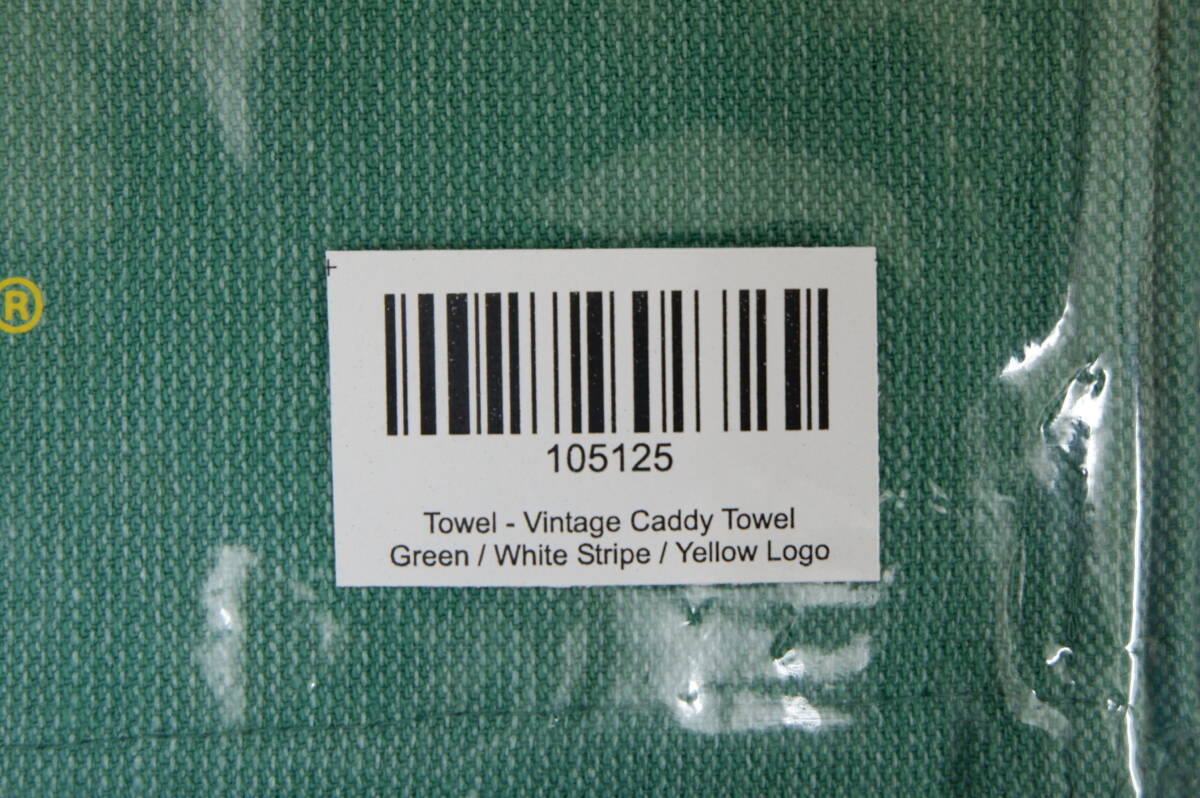 ®
105125
Towel - Vintage Caddy Towel
Green / White Stripe / Yellow Logo